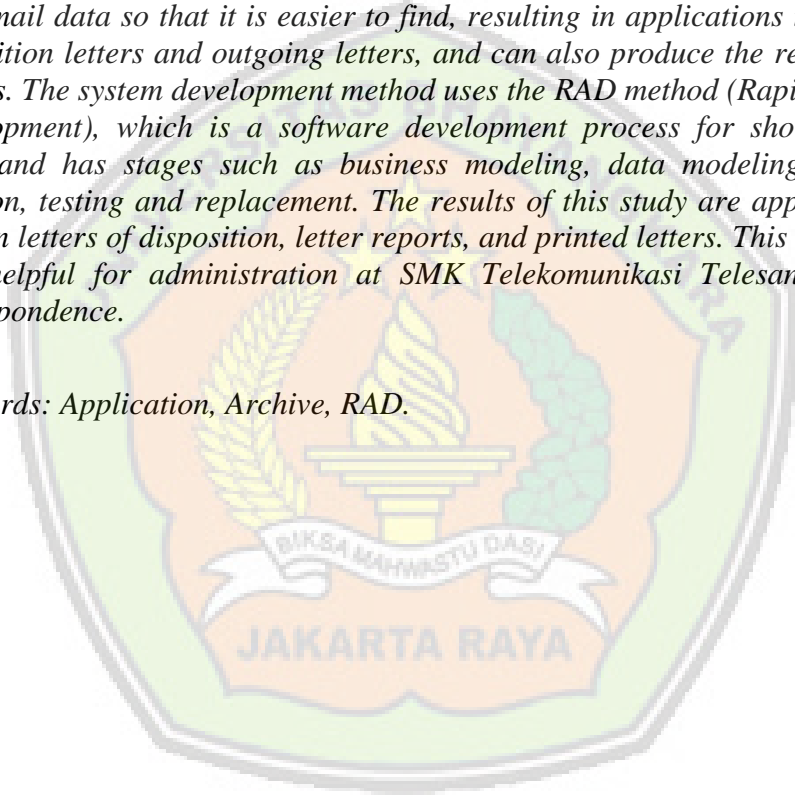 mail data so that it is easier to find, resulting in applications
ition letters and outgoing letters, and can also produce the re
s. The system development method uses the RAD method (Rapi
opment), which is a software development process for sho
and has stages such as business modeling, data modeling
on, testing and replacement. The results of this study are app
n letters of disposition, letter reports, and printed letters. This
helpful for administration at SMK Telekomunikasi Telesan
pondence.
rds: Application, Archive, RAD.
UNIVERSITAS BHAYANGKARA
BIKSA MAHWASTU DASI
JAKARTA RAYA